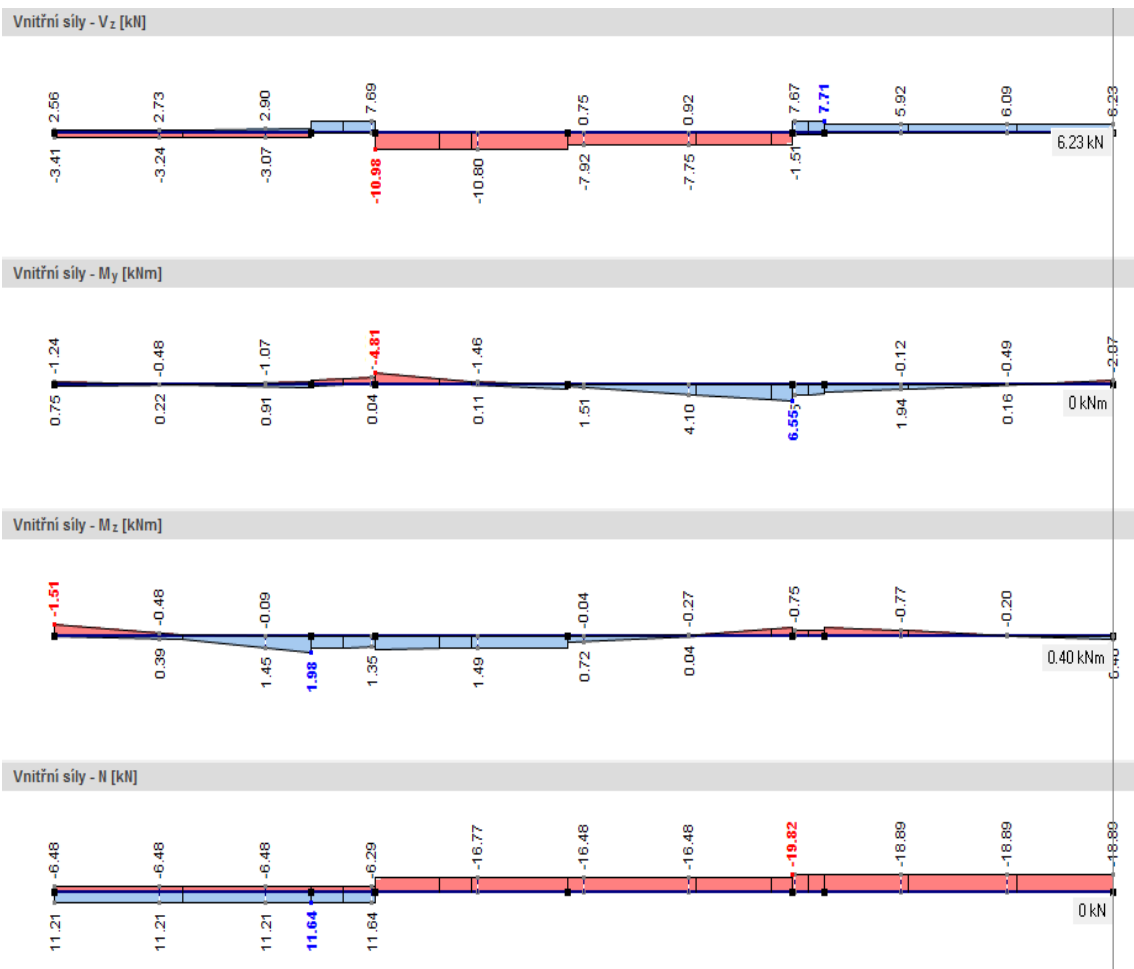 Vnitřní síly - Vz [kN]
2.56 2.73 2.90 7.69 0.75 0.92 7.67 7.71 5.92 6.09 6.23
6.23 kN
-3.41 -3.24 -3.07 -10.98 -10.80 -7.92 -7.75 -1.51
Vnitřní síly - My [kNm]
-1.24 -0.48 -1.07 -4.81 -1.46 -0.12 -0.49 -2.07
0 kNm
0.75 0.22 0.91 0.04 0.11 1.51 4.10 6.55 1.94 0.16
Vnitřní síly - Mz [kNm]
-1.51 -0.48 -0.09 -0.04 -0.27 -0.75 -0.77 -0.20
0.40 kNm
0.39 1.45 1.98 1.35 1.49 0.72 0.04
Vnitřní síly - N [kN]
-6.48 -6.48 -6.48 -6.29 -16.77 -16.48 -16.48 -19.82 -18.89 -18.89 -18.89
0 kN
11.21 11.21 11.21 11.64 11.64